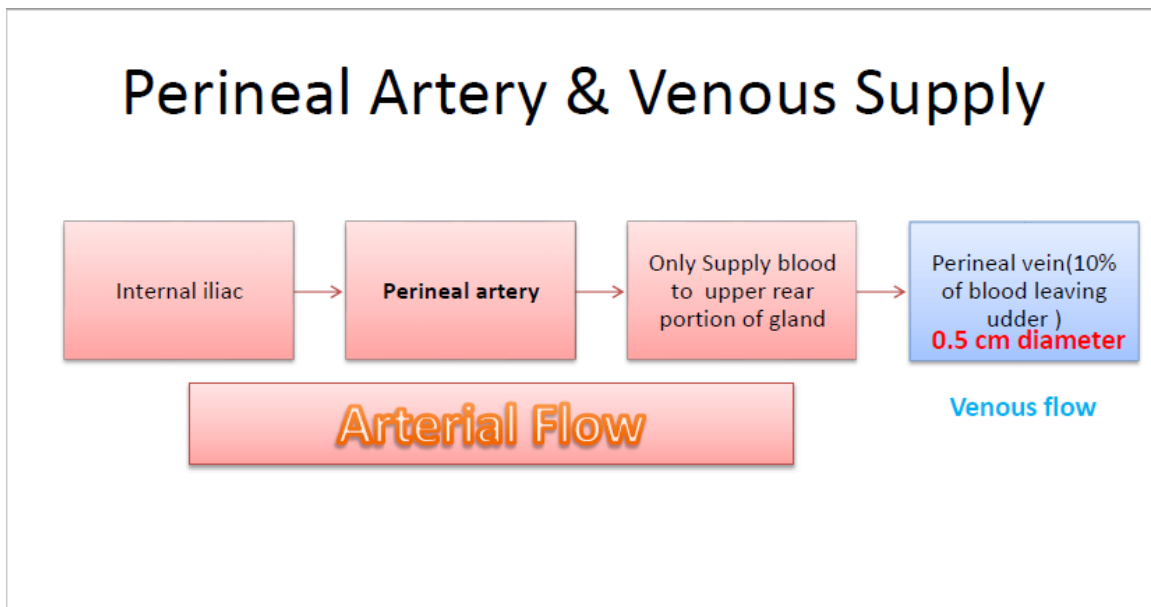 Perineal Artery & Venous Supply
Internal iliac
Perineal artery
Only Supply blood
to upper rear
portion of gland
Perineal vein(10%
of blood leaving
udder )
0.5 cm diameter
Arterial Flow
Venous flow